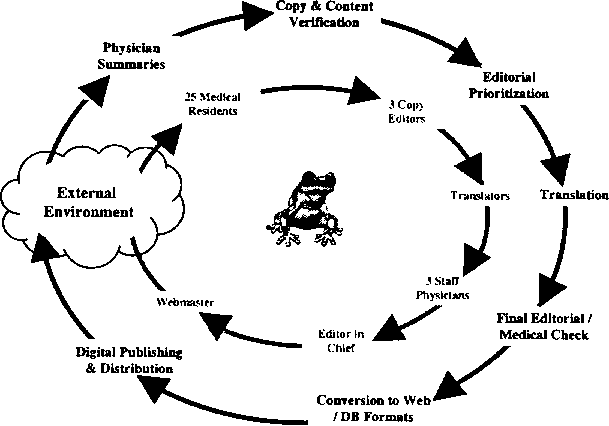 Copy & Content
Verification
Physician
Summaries
Editorial
Prioritization
25 Medical
Residents
3 Copy
Editors
External
Environment
Translators
Translation
3 Staff
Physicians
Webmaster
Editor in
Chief
Final Editorial /
Medical Check
Digital Publishing
& Distribution
Conversion to Web
/ DB Formats